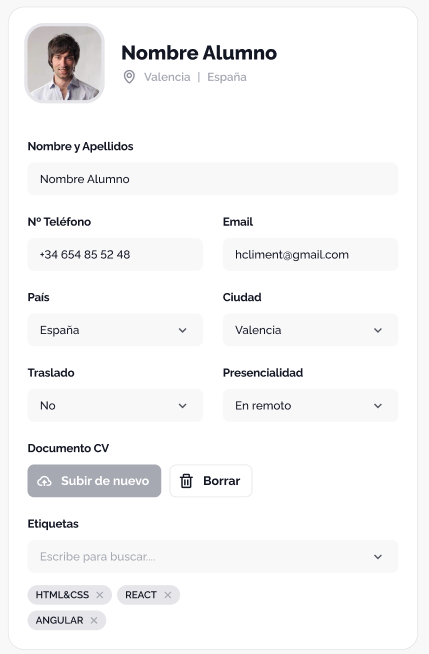 Nombre Alumno
Valencia | España
Nombre y Apellidos
Nombre Alumno
Nº Teléfono Email
+34 654 85 52 48 hcliment@gmail.com
País Ciudad
España Valencia
Traslado Presencialidad
No En remoto
Documento CV
Subir de nuevo Borrar
Etiquetas
Escribe para buscar....
HTML&CSS REACT
ANGULAR